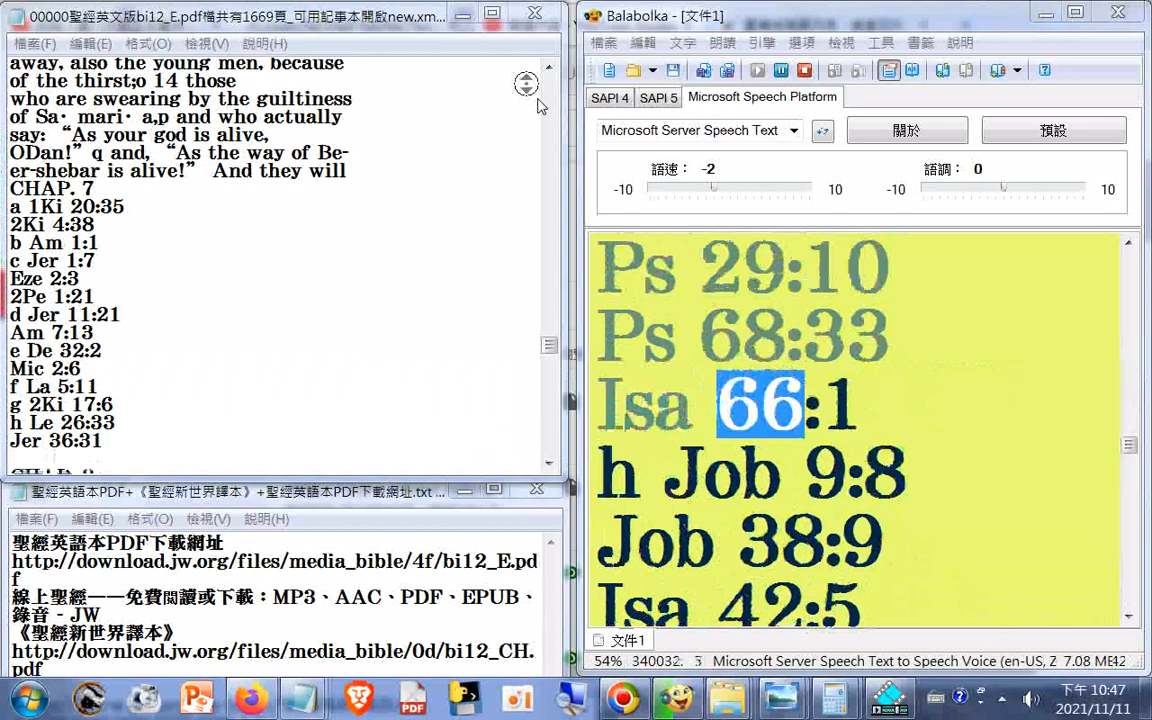 00000聖經英文版bi12_E.pdf檔共有1669頁_可用記事本開啟new.xm...
檔案(F) 編輯(E) 格式(O) 檢視(V) 說明(H)
away, also the young men, because
of the thirst;o 14 those
who are swearing by the guiltiness
of Sa· mari· a,p and who actually
say: “As your god is alive,
ODan!” q and, “As the way of Be-
er-shebar is alive!” And they will
CHAP. 7
a 1Ki 20:35
2Ki 4:38
b Am 1:1
c Jer 1:7
Eze 2:3
2Pe 1:21
d Jer 11:21
Am 7:13
e De 32:2
Mic 2:6
f La 5:11
g 2Ki 17:6
h Le 26:33
Jer 36:31
聖經英語本PDF+《聖經新世界譯本》+聖經英語本PDF下載網址.txt ...
檔案(F) 編輯(E) 格式(O) 檢視(V) 說明(H)
聖經英語本PDF下載網址
http://download.jw.org/files/media_bible/4f/bi12_E.pd
f
線上聖經——免費閱讀或下載：MP3、AAC、PDF、EPUB、
錄音 - JW
《聖經新世界譯本》
http://download.jw.org/files/media_bible/0d/bi12_CH.
pdf
Balabolka - [文件1]
檔案 編輯 文字 朗讀 引擎 選項 檢視 工具 書籤 說明
SAPI 4 SAPI 5 Microsoft Speech Platform
Microsoft Server Speech Text 關於 預設
語速： -2 語調： 0
-10 10 -10 10
Ps 29:10
Ps 68:33
Isa 66:1
h Job 9:8
Job 38:9
Isa 42:5
文件1
54% 340032. 5 Microsoft Server Speech Text to Speech Voice (en-US, Z 7.08 ME42
下午 10:47
2021/11/11